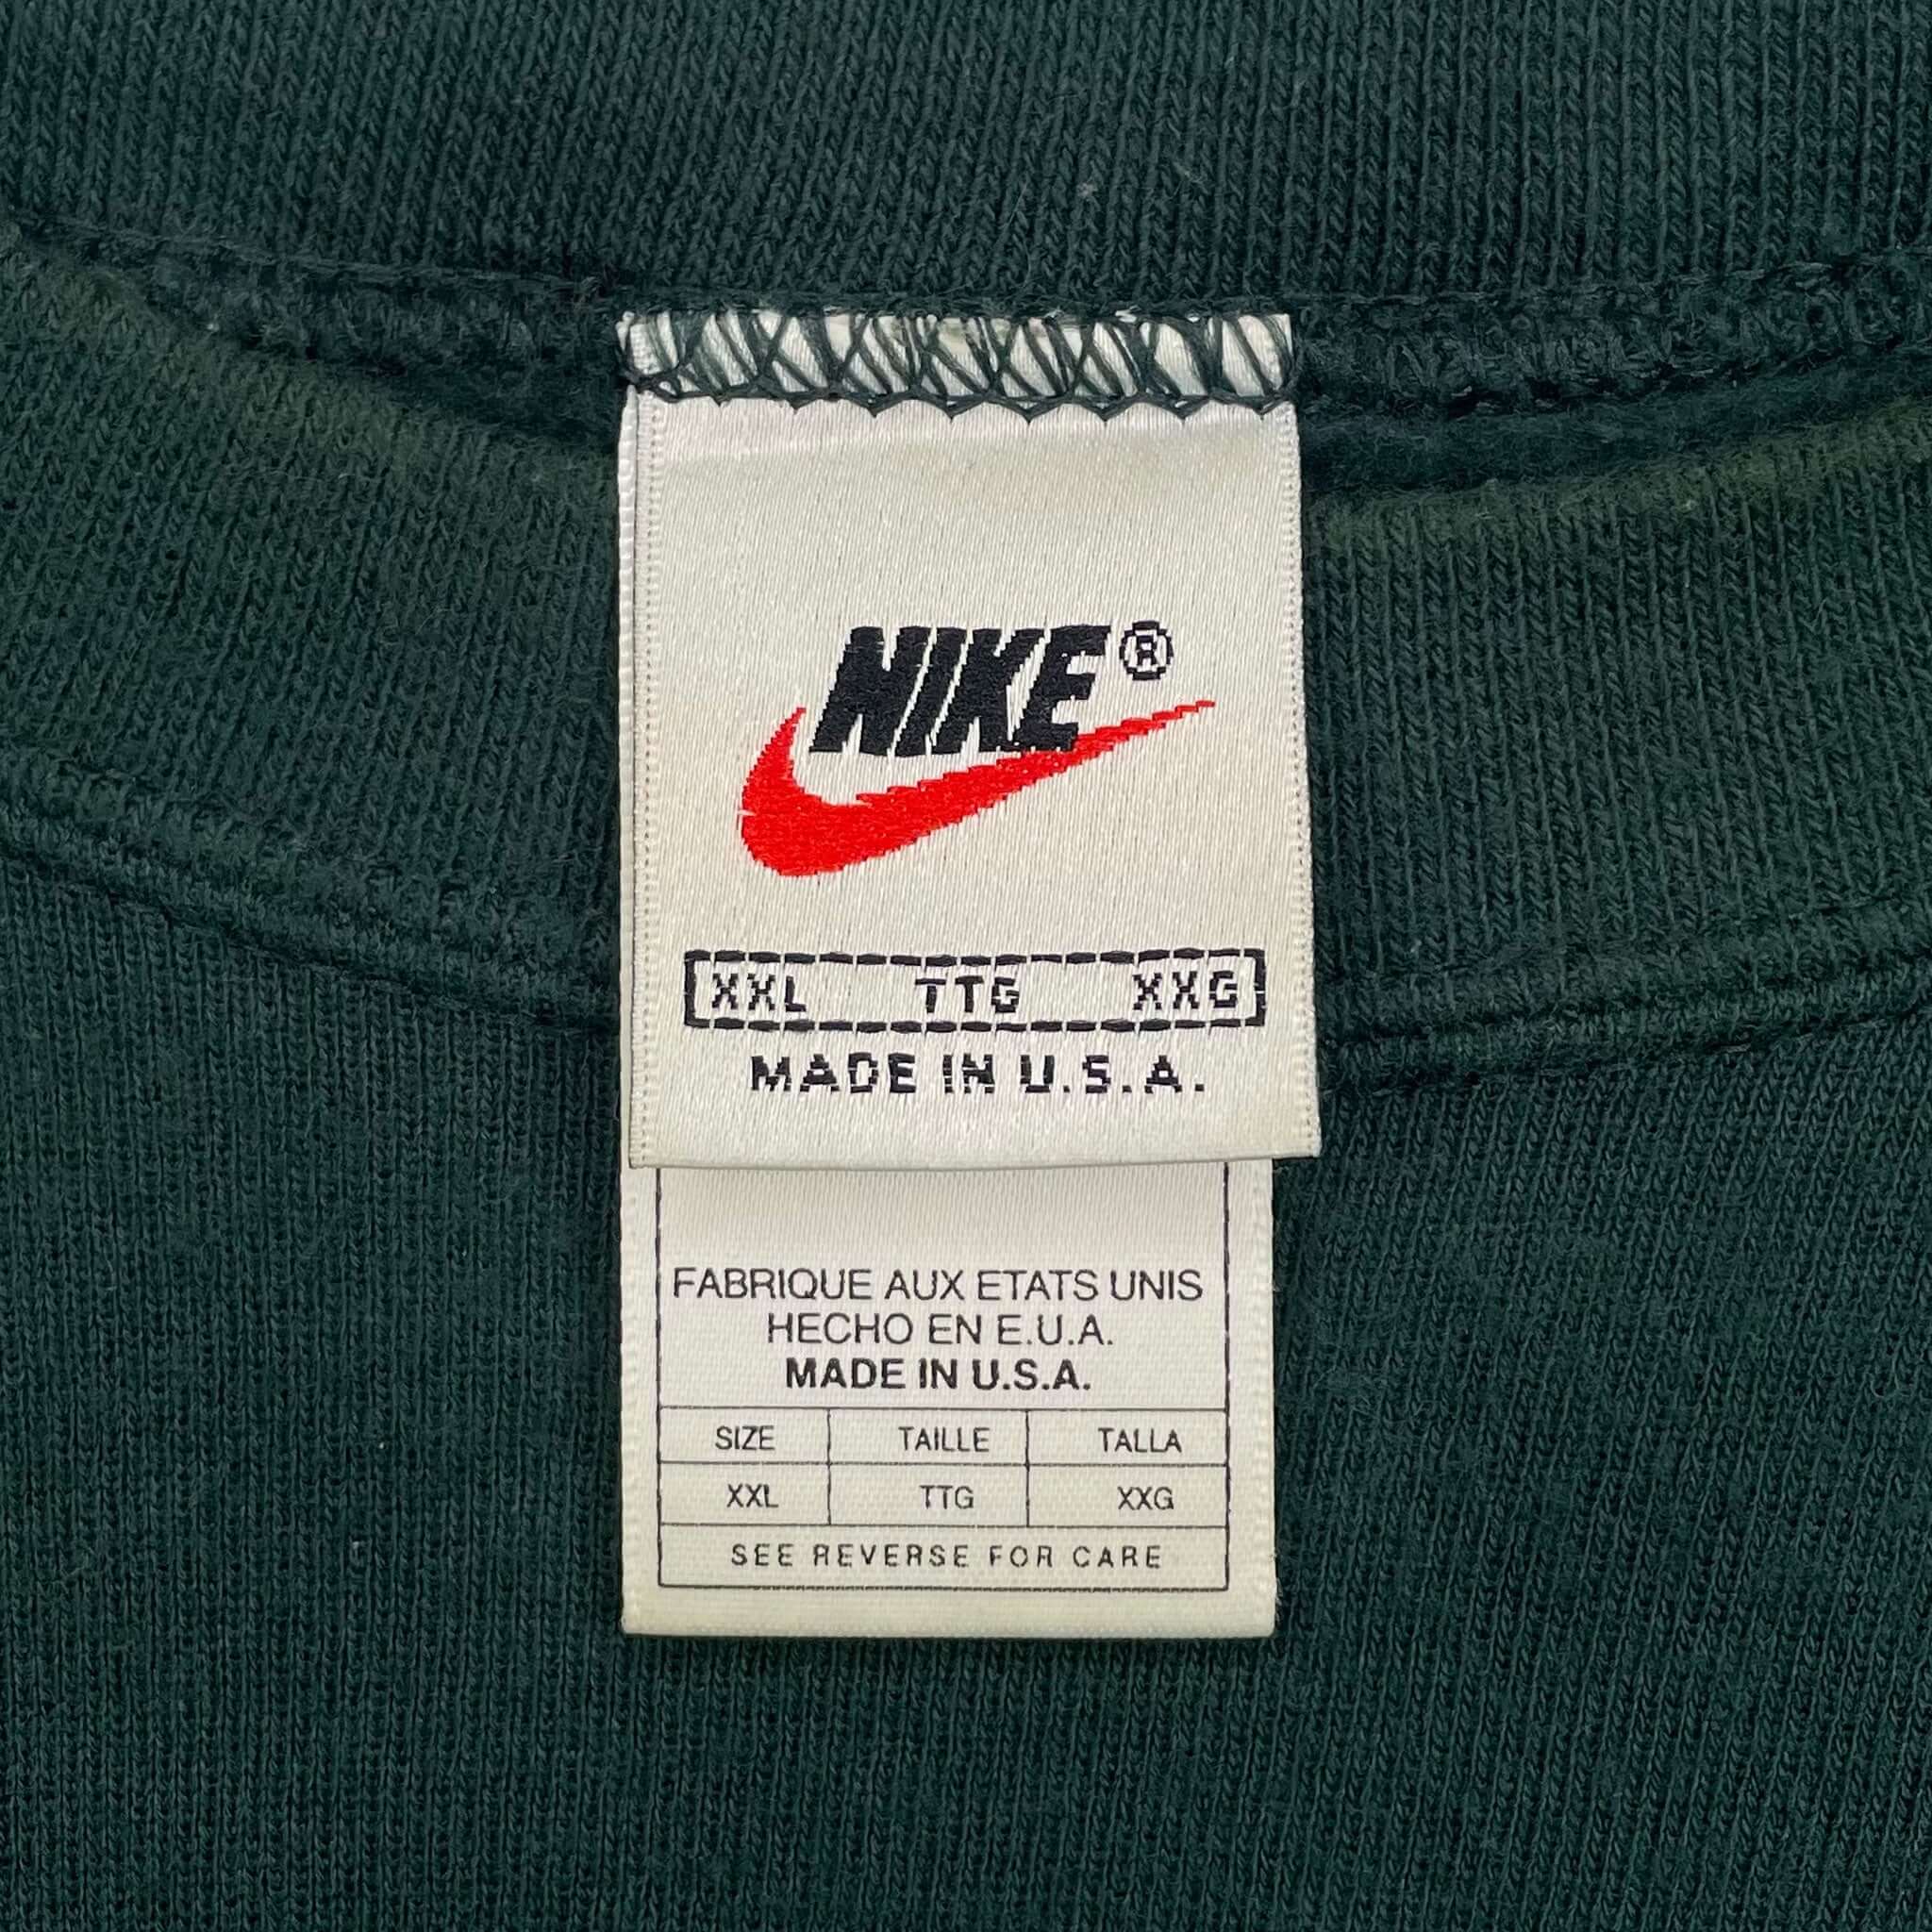 NIKE®
XXL TTG XXG
MADE IN U.S.A.
FABRIQUE AUX ETATS UNIS
HECHO EN E.U.A.
MADE IN U.S.A.
SIZE TAILLE TALLA
XXL TTG XXG
SEE REVERSE FOR CARE